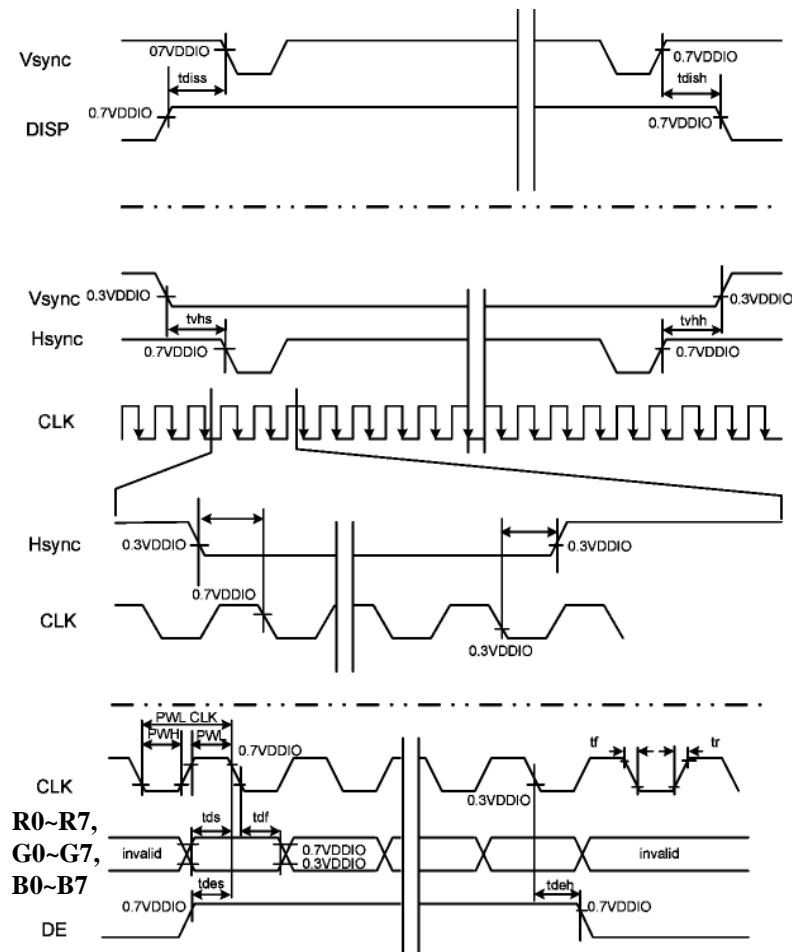 Vsync
07VDDIO
0.7VDDIO
tdiss
tdish
0.7VDDIO
0.7VDDIO
DISP
Vsync
0.3VDDIO
0.3VDDIO
tvhs
tvhh
Hsync
0.7VDDIO
0.7VDDIO
CLK
Hsync
0.3VDDIO
0.3VDDIO
0.7VDDIO
CLK
0.3VDDIO
PWL CLK
PWH
PWL
0.7VDDIO
tf
tr
CLK
0.3VDDIO
R0~R7,
G0~G7,
B0~B7
tds
tdf
invalid
0.7VDDIO
0.3VDDIO
invalid
tdes
tdeh
0.7VDDIO
0.7VDDIO
DE